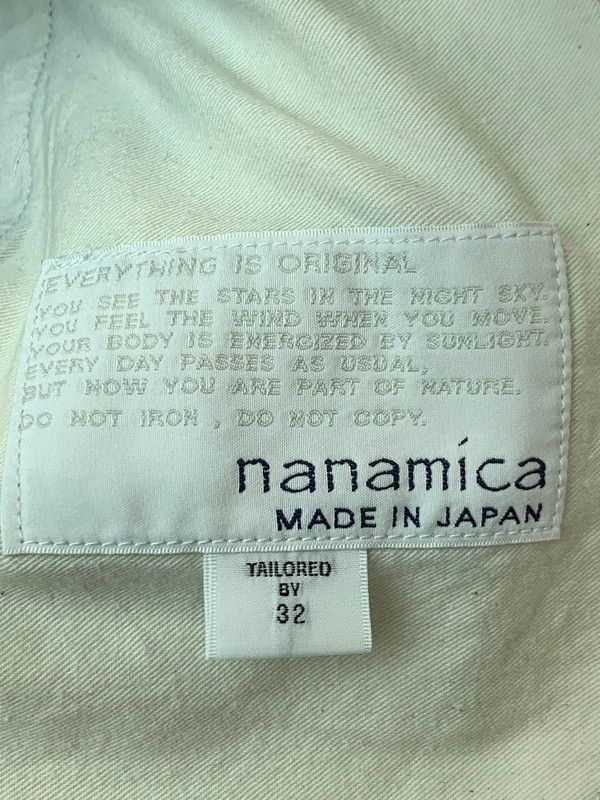 EVERYTHING IS ORIGINAL
YOU SEE THE STARS IN THE NIGHT SKY.
YOU FEEL THE WIND WHEN YOU MOVE.
YOUR BODY IS ENERGIZED BY SUNLIGHT.
EVERY DAY PASSES AS USUAL,
BUT NOW YOU ARE PART OF NATURE.
DO NOT IRON , DO NOT COPY.
nanamica
MADE IN JAPAN
TAILORED
BY
32